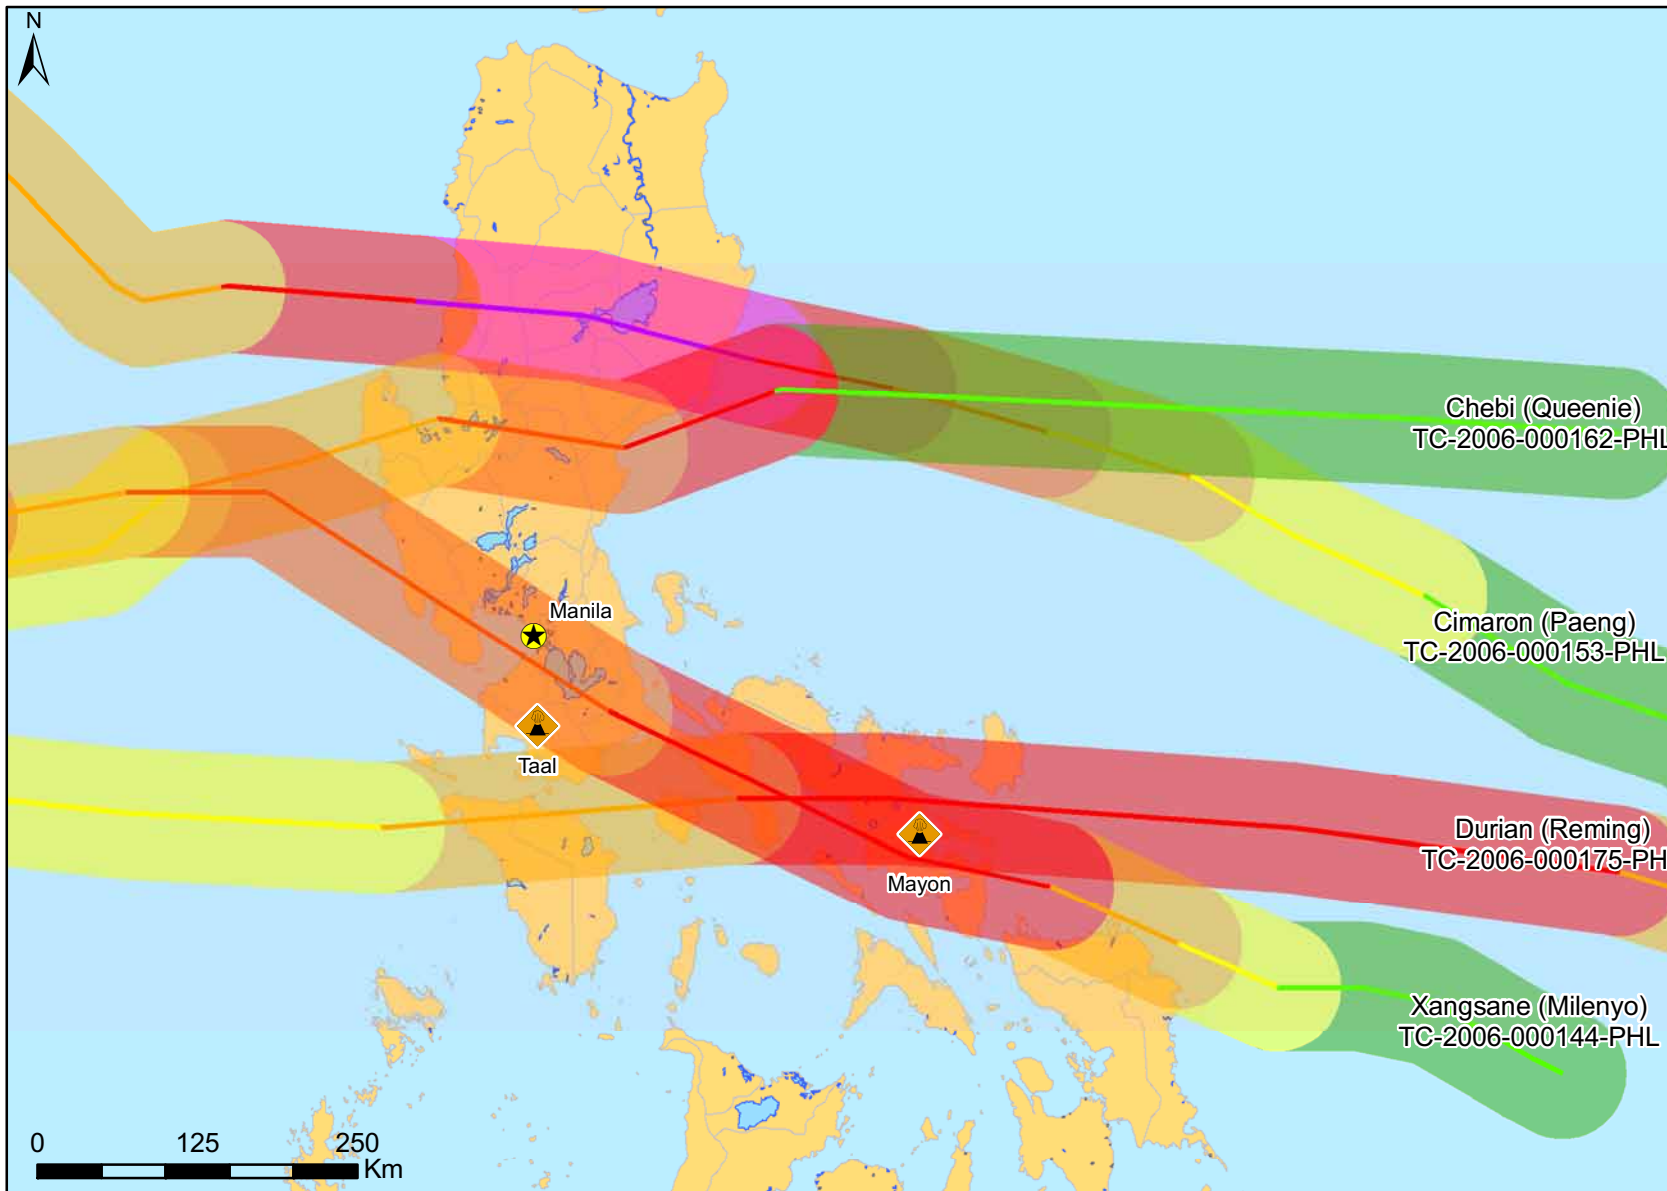 N
Chebi (Queenie)
TC-2006-000162-PHL
Manila
Cimaron (Paeng)
TC-2006-000153-PHL
Taal
Durian (Reming)
TC-2006-000175-PH
Mayon
Xangsane (Milenyo)
TC-2006-000144-PHL
0 125 250
Km